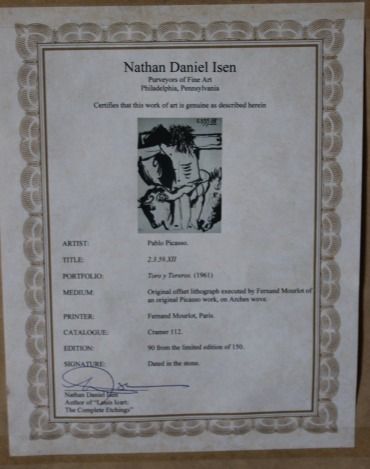 Nathan Daniel Isen
Purveyors of Fine Art
Philadelphia, Pennsylvania
Certifies that this work of art is genuine as described herein
ARTIST: Pablo Picasso.
TITLE: 2.3.59.XII
PORTFOLIO: Toro y Toreros. (1961)
MEDIUM: Original offset lithograph executed by Fernand Mourlot of
an original Picasso work, on Arches wove.
PRINTER: Fernand Mourlot, Paris.
CATALOGUE: Cramer 112.
EDITION: 90 from the limited edition of 150.
SIGNATURE: Dated in the stone.
Nathan Daniel Isen
Author of "Louis Icart:
The Complete Etchings"